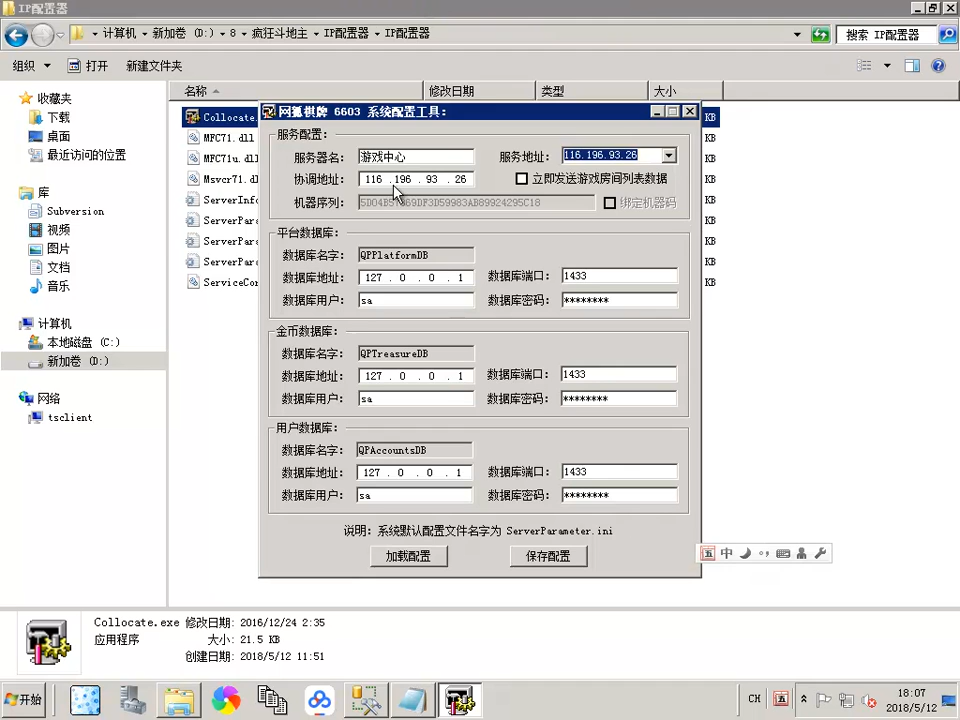 IP配置器
计算机 新加卷 (D:) 8 疯狂斗地主 IP配置器 IP配置器
搜索 IP配置器
组织 打开 新建文件夹
名称 修改日期 类型 大小
收藏夹
下载
桌面
最近访问的位置
库
Subversion
视频
图片
文档
音乐
计算机
本地磁盘 (C:)
新加卷 (D:)
网络
tsclient
Collocate. KB
MFC71.dll KB
MFC71u.dll KB
Msvcr71.d KB
ServerInfo KB
ServerPara KB
ServerPara KB
ServerPara KB
ServiceCor KB
网狐棋牌 6603 系统配置工具:
服务配置:
服务器名: 游戏中心 服务地址: 116.196.93.26
协调地址: 116 .196 . 93 . 26 立即发送游戏房间列表数据
机器序列: 绑定机器码
平台数据库:
数据库名字: QPPlatformDB
数据库地址: 127 . 0 . 0 . 1 数据库端口: 1433
数据库用户: sa 数据库密码: ********
金币数据库:
数据库名字: QPTreasureDB
数据库地址: 127 . 0 . 0 . 1 数据库端口: 1433
数据库用户: sa 数据库密码: ********
用户数据库:
数据库名字: QPAccountsDB
数据库地址: 127 . 0 . 0 . 1 数据库端口: 1433
数据库用户: sa 数据库密码: ********
说明: 系统默认配置文件名字为 ServerParameter.ini
加载配置 保存配置
五 中
Collocate.exe 修改日期: 2016/12/24 2:35
应用程序 大小: 21.5 KB
创建日期: 2018/5/12 11:51
开始 CH 五 18:07
2018/5/12